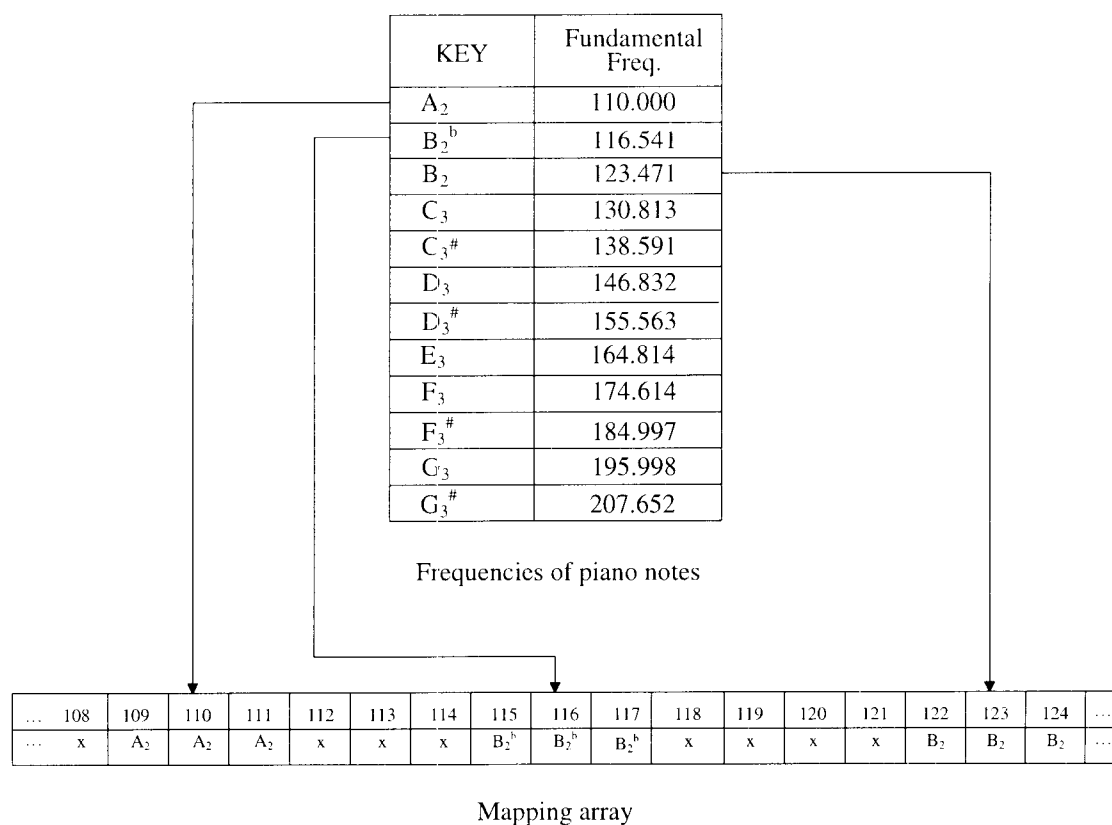 KEY Fundamental Freq.
A₂ 110.000
B₂ᵇ 116.541
B₂ 123.471
C₃ 130.813
C₃# 138.591
D₃ 146.832
D₃# 155.563
E₃ 164.814
F₃ 174.614
F₃# 184.997
G₃ 195.998
G₃# 207.652
Frequencies of piano notes
... 108 109 110 111 112 113 114 115 116 117 118 119 120 121 122 123 124 ...
... x A₂ A₂ A₂ x x x B₂ᵇ B₂ᵇ B₂ᵇ x x x x B₂ B₂ B₂ ...
Mapping array